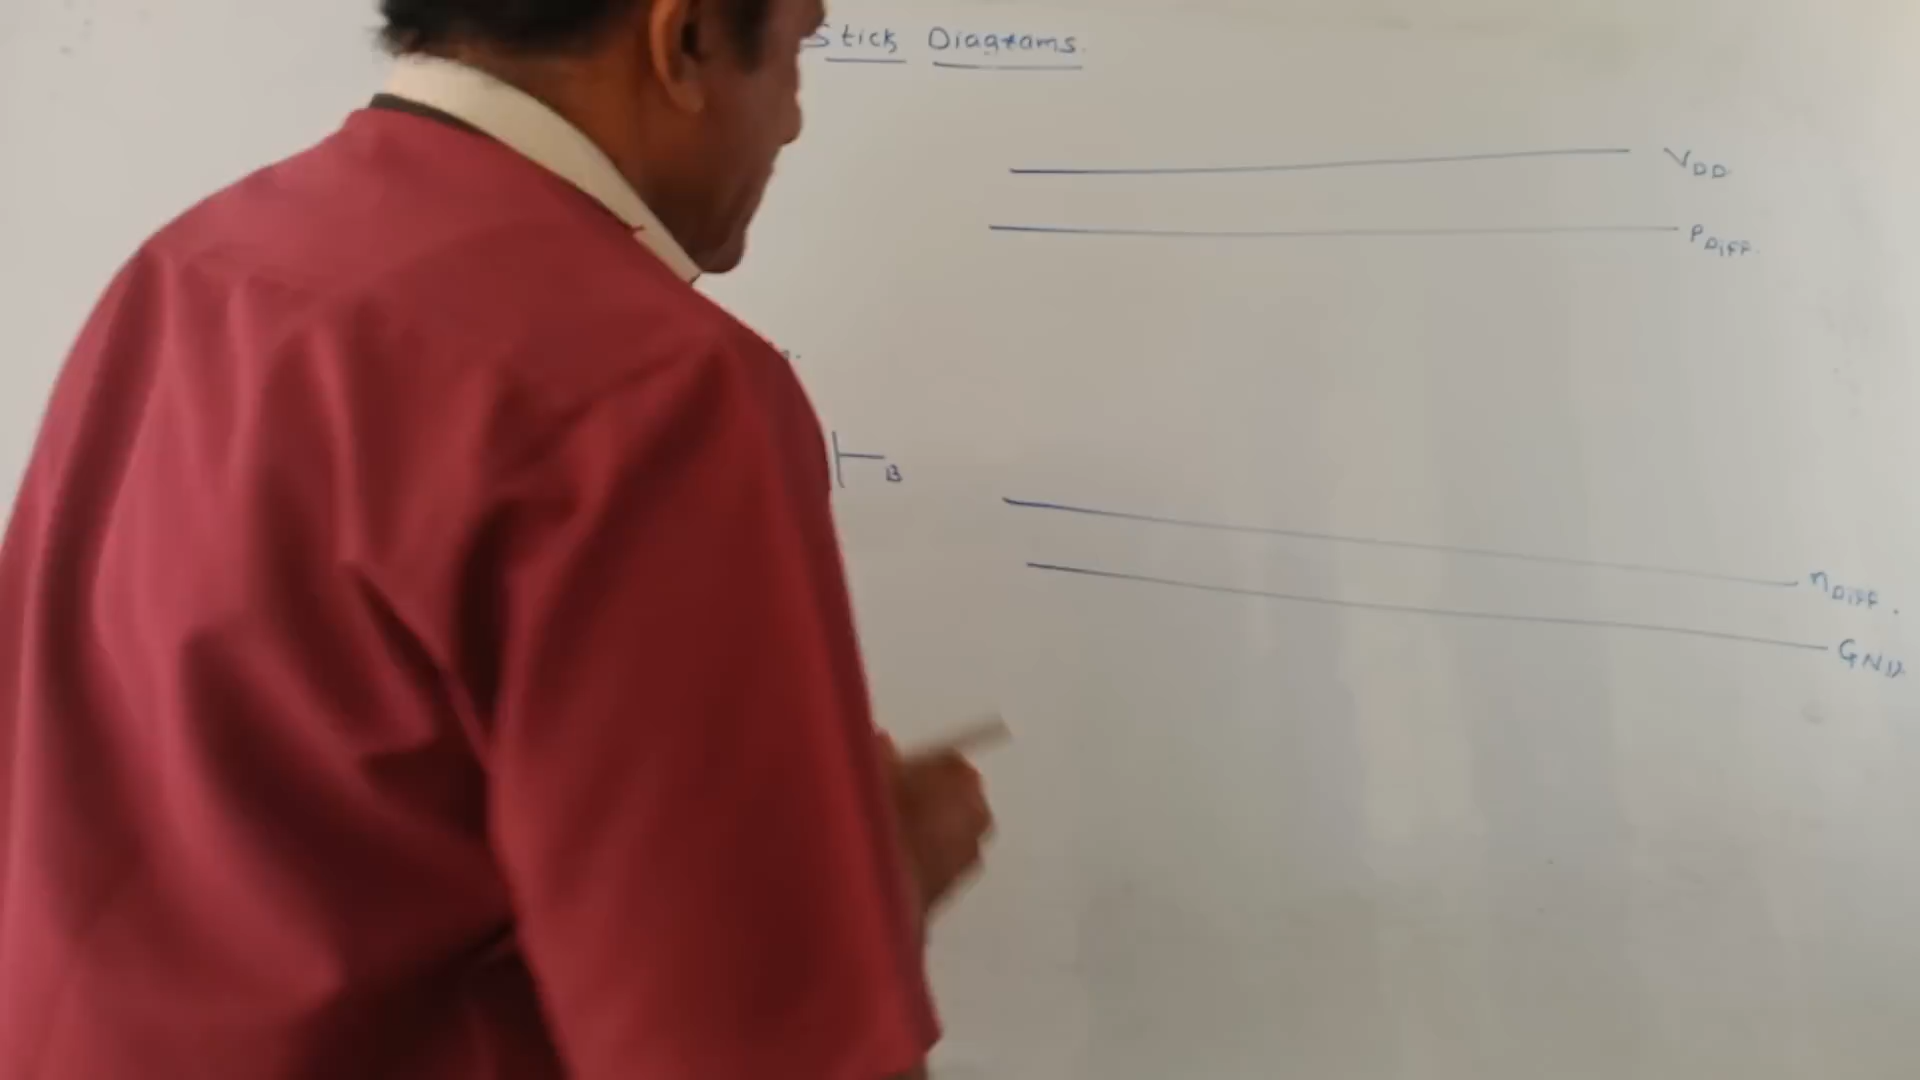 Stick Diagrams.
VDD
PDiff.
B
nDiff.
GND